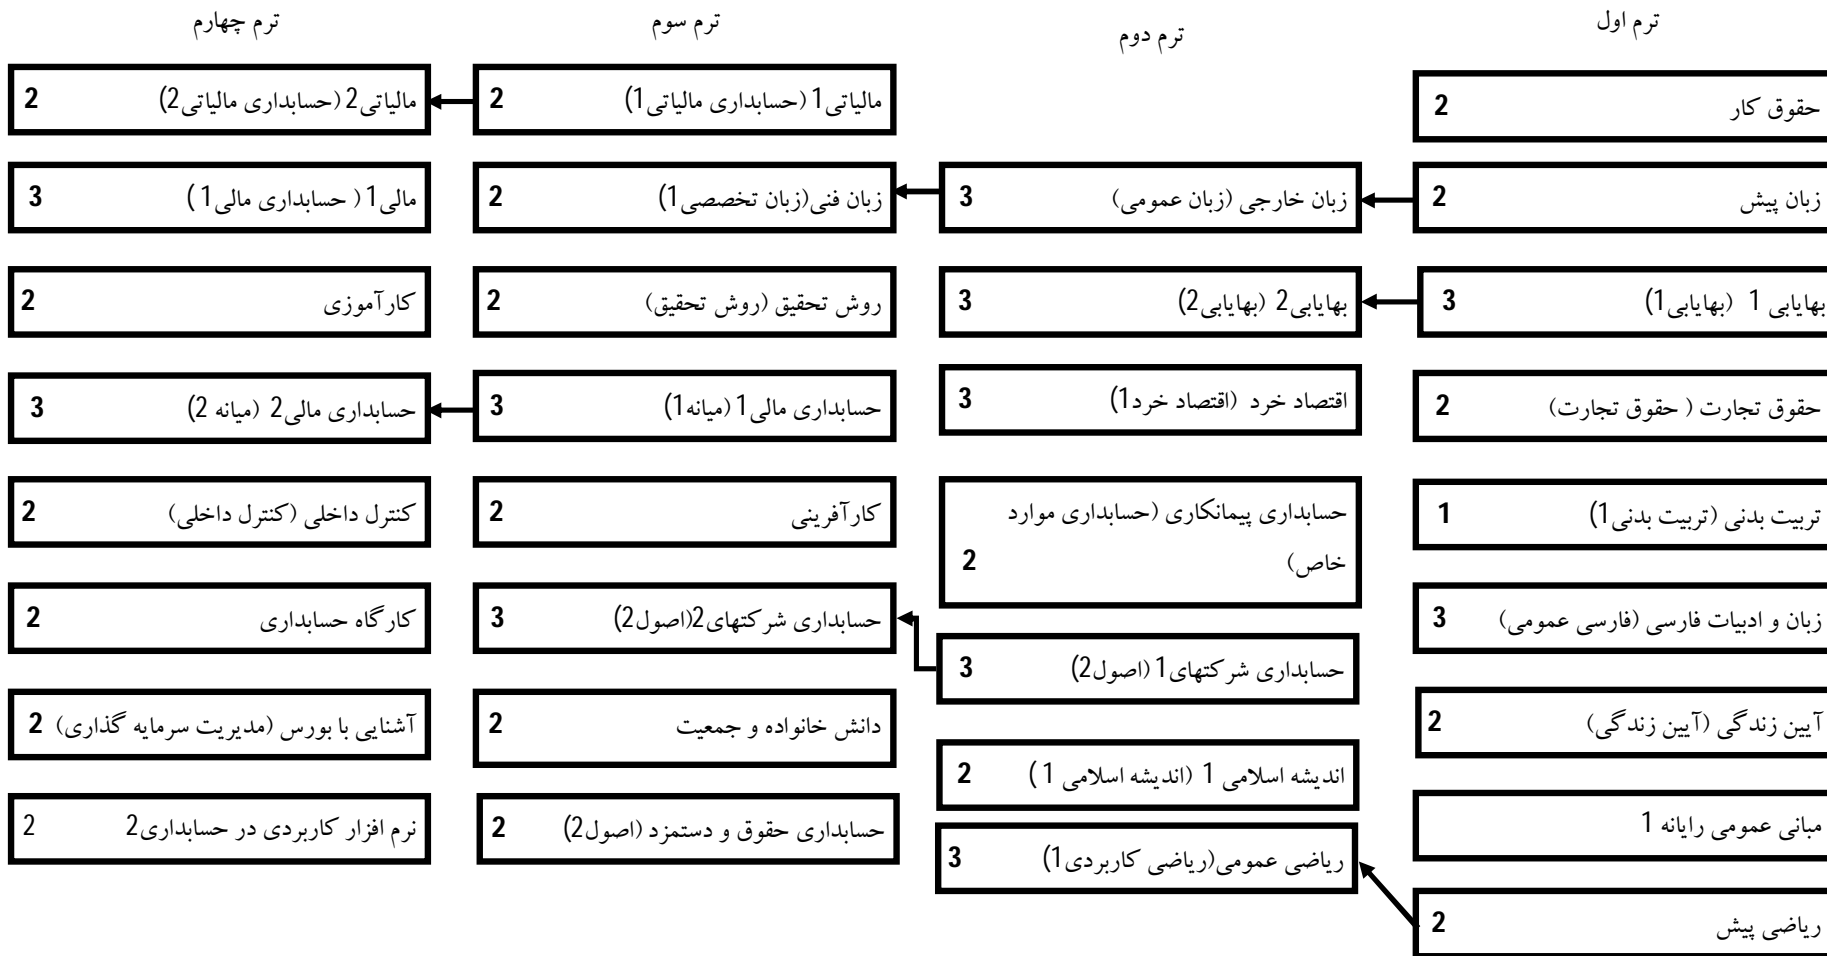 ترم اول
حقوق کار 2
زبان پیش 2
بهایابی 1 (بهایابی1) 3
حقوق تجارت ( حقوق تجارت) 2
تربیت بدنی (تربیت بدنی1) 1
زبان و ادبیات فارسی (فارسی عمومی) 3
آیین زندگی (آیین زندگی) 2
مبانی عمومی رایانه 1
ریاضی پیش 2
ترم دوم
زبان خارجی (زبان عمومی) 3
بهایابی2 (بهایابی2) 3
اقتصاد خرد (اقتصاد خرد1) 3
حسابداری پیمانکاری (حسابداری موارد
خاص) 2
حسابداری شرکتهای1 (اصول2) 3
اندیشه اسلامی 1 (اندیشه اسلامی 1 ) 2
ریاضی عمومی(ریاضی کاربردی1) 3
ترم سوم
مالیاتی1 (حسابداری مالیاتی1) 2
زبان فنی(زبان تخصصی1) 2
روش تحقیق (روش تحقیق) 2
حسابداری مالی1 (میانه1) 3
کارآفرینی 2
حسابداری شرکتهای2(اصول2) 3
دانش خانواده و جمعیت 2
حسابداری حقوق و دستمزد (اصول2) 2
ترم چهارم
مالیاتی2 (حسابداری مالیاتی2) 2
مالی1 ( حسابداری مالی1 ) 3
کارآموزی 2
حسابداری مالی2 (میانه 2) 3
کنترل داخلی (کنترل داخلی) 2
کارگاه حسابداری 2
آشنایی با بورس (مدیریت سرمایه گذاری) 2
نرم افزار کاربردی در حسابداری2 2